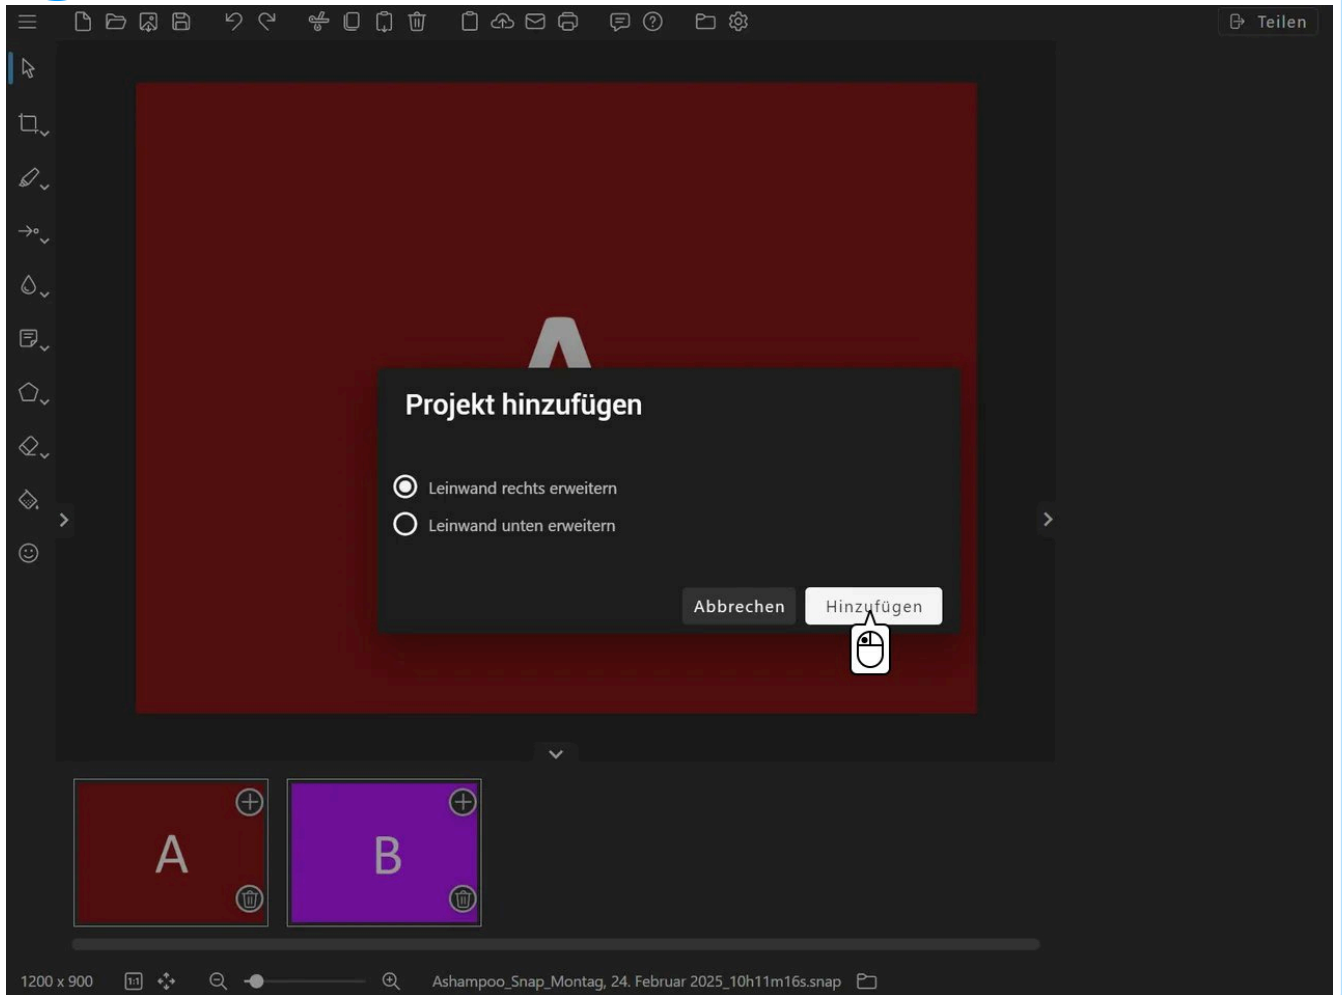 Teilen
A
Projekt hinzufügen
Leinwand rechts erweitern
Leinwand unten erweitern
Abbrechen Hinzufügen
A B
1200 x 900 1:1 Ashampoo_Snap_Montag, 24. Februar 2025_10h11m16s.snap